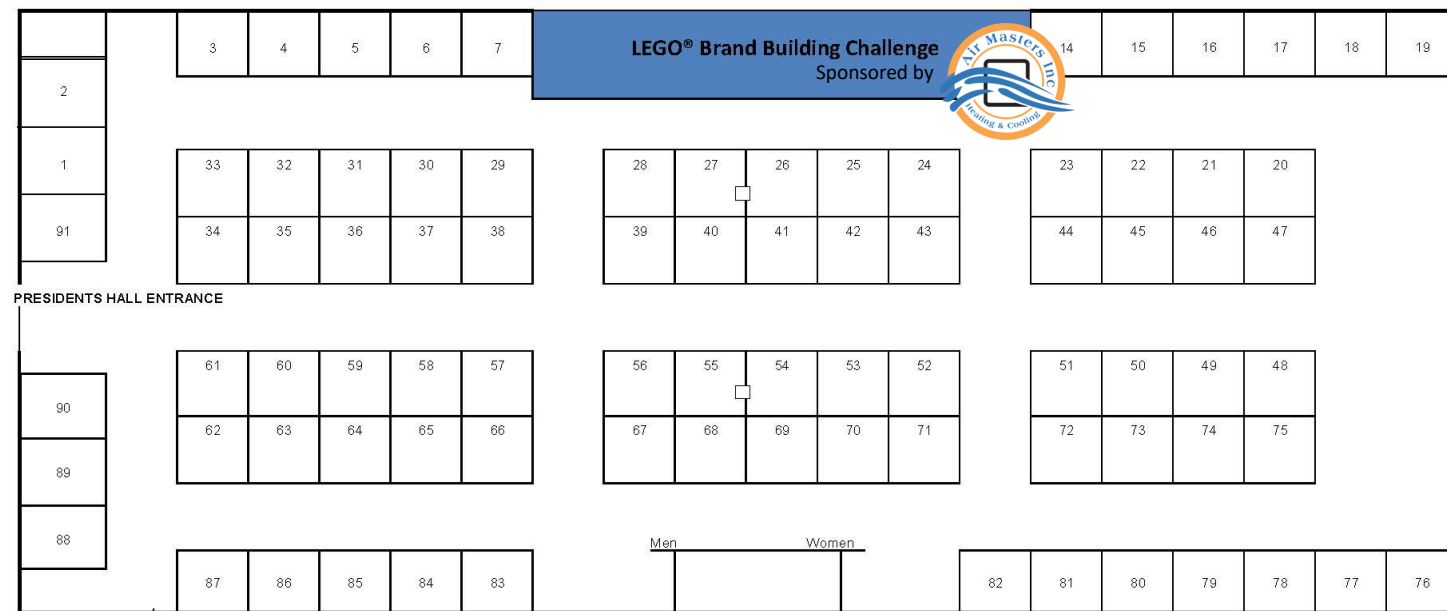 3 4 5 6 7 LEGO® Brand Building Challenge 14 15 16 17 18 19
Sponsored by
Air Masters Inc
Heating & Cooling
2
1 33 32 31 30 29 28 27 26 25 24 23 22 21 20
91 34 35 36 37 38 39 40 41 42 43 44 45 46 47
PRESIDENTS HALL ENTRANCE
61 60 59 58 57 56 55 54 53 52 51 50 49 48
90
62 63 64 65 66 67 68 69 70 71 72 73 74 75
89
88
Men Women
87 86 85 84 83 82 81 80 79 78 77 76